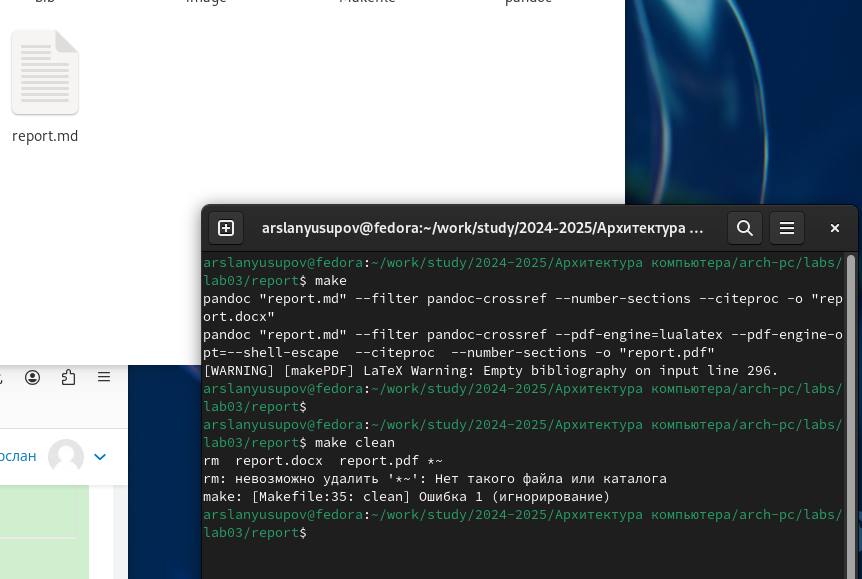 image
report.md
arslanyusupov@fedora:~/work/study/2024-2025/Архитектура ...
arslanyusupov@fedora:~/work/study/2024-2025/Архитектура компьютера/arch-pc/labs/
lab03/report$ make
pandoc "report.md" --filter pandoc-crossref --number-sections --citeproc -o "rep
ort.docx"
pandoc "report.md" --filter pandoc-crossref --pdf-engine=lualatex --pdf-engine-o
pt=--shell-escape  --citeproc  --number-sections -o "report.pdf"
[WARNING] [makePDF] LaTeX Warning: Empty bibliography on input line 296.
arslanyusupov@fedora:~/work/study/2024-2025/Архитектура компьютера/arch-pc/labs/
lab03/report$
arslanyusupov@fedora:~/work/study/2024-2025/Архитектура компьютера/arch-pc/labs/
lab03/report$ make clean
rm  report.docx  report.pdf *~
rm: невозможно удалить '*~': Нет такого файла или каталога
make: [Makefile:35: clean] Ошибка 1 (игнорирование)
arslanyusupov@fedora:~/work/study/2024-2025/Архитектура компьютера/arch-pc/labs/
lab03/report$
ослан